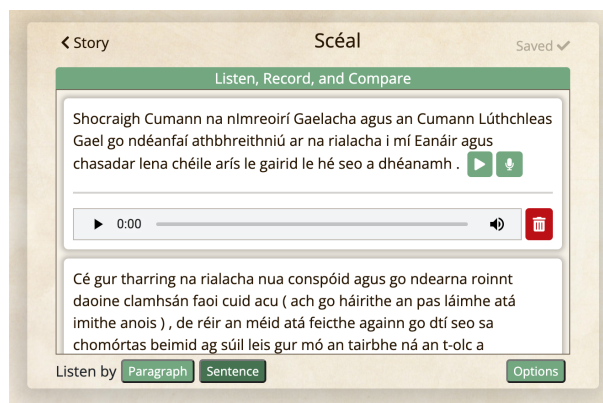 Story
Scéal
Saved
Listen, Record, and Compare
Shocraigh Cumann na nImreoirí Gaelacha agus an Cumann Lúthchleas
Gael go ndéanfaí athbhreithniú ar na rialacha i mí Eanáir agus
chasadar lena chéile arís le gairid le hé seo a dhéanamh .
0:00
Cé gur tharring na rialacha nua conspóid agus go ndearna roinnt
daoine clamhsán faoi cuid acu ( ach go háirithe an pas láimhe atá
imithe anois ) , de réir an méid atá feicthe againn go dtí seo sa
chomórtas beimid ag súil leis gur mó an tairbhe ná an t-olc a
Listen by Paragraph Sentence Options